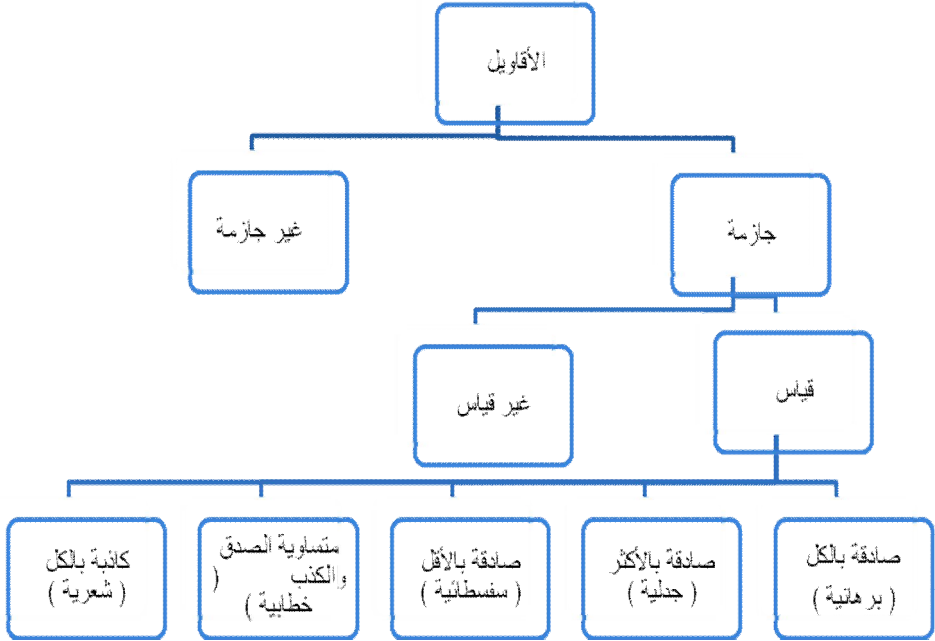 الأقاويل
جازمة
غير جازمة
قياس
غير قياس
صادقة بالكل
( برهانية )
صادقة بالأكثر
( جدلية )
صادقة بالأقل
( سفسطائية )
متساوية الصدق
والكذب (
خطابية )
كاذبة بالكل
( شعرية )